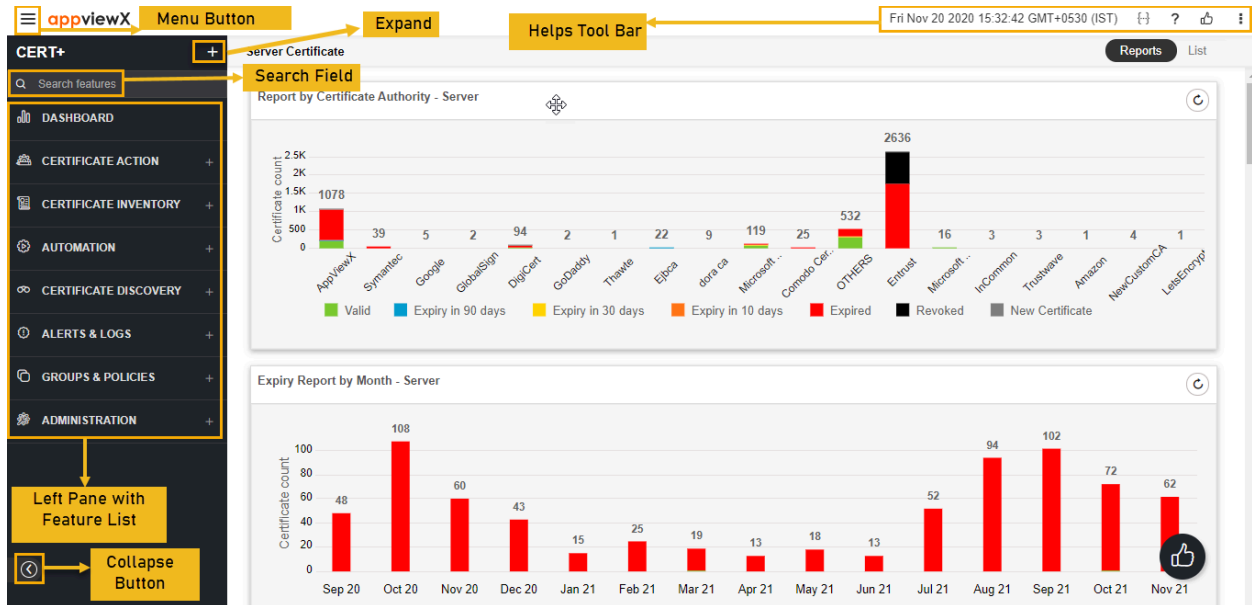 appviewX
Menu Button
Expand
Helps Tool Bar
Fri Nov 20 2020 15:32:42 GMT+0530 (IST)
?
CERT+
+
Server Certificate
Reports
List
Search features
Search Field
DASHBOARD
CERTIFICATE ACTION +
CERTIFICATE INVENTORY +
AUTOMATION +
CERTIFICATE DISCOVERY +
ALERTS & LOGS +
GROUPS & POLICIES +
ADMINISTRATION +
Left Pane with
Feature List
Collapse
Button
Report by Certificate Authority - Server
Certificate count
2.5K
2K
1.5K
1K
500
0
1078 39 5 2 94 2 1 22 9 119 25 532 2636 16 3 3 1 4 1
AppViewX Symantec Google GlobalSign DigiCert GoDaddy Thawte Ejbca dora ca Microsoft .. Comodo Cer.. OTHERS Entrust Microsoft .. InCommon Trustwave Amazon NewCustomCA LetsEncrypt
Valid Expiry in 90 days Expiry in 30 days Expiry in 10 days Expired Revoked New Certificate
Expiry Report by Month - Server
Certificate count
100
80
60
40
20
0
48 108 60 43 15 25 19 13 18 13 52 94 102 72 62
Sep 20 Oct 20 Nov 20 Dec 20 Jan 21 Feb 21 Mar 21 Apr 21 May 21 Jun 21 Jul 21 Aug 21 Sep 21 Oct 21 Nov 21